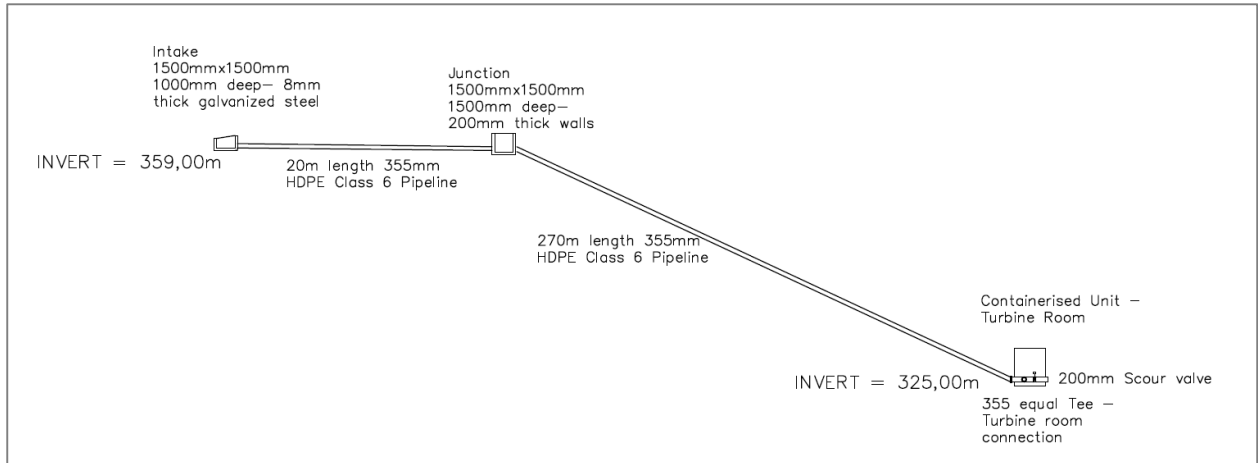 Intake
1500mmx1500mm
1000mm deep– 8mm
thick galvanized steel
Junction
1500mmx1500mm
1500mm deep–
200mm thick walls
INVERT = 359,00m
20m length 355mm
HDPE Class 6 Pipeline
270m length 355mm
HDPE Class 6 Pipeline
Containerised Unit –
Turbine Room
INVERT = 325,00m
200mm Scour valve
355 equal Tee –
Turbine room
connection